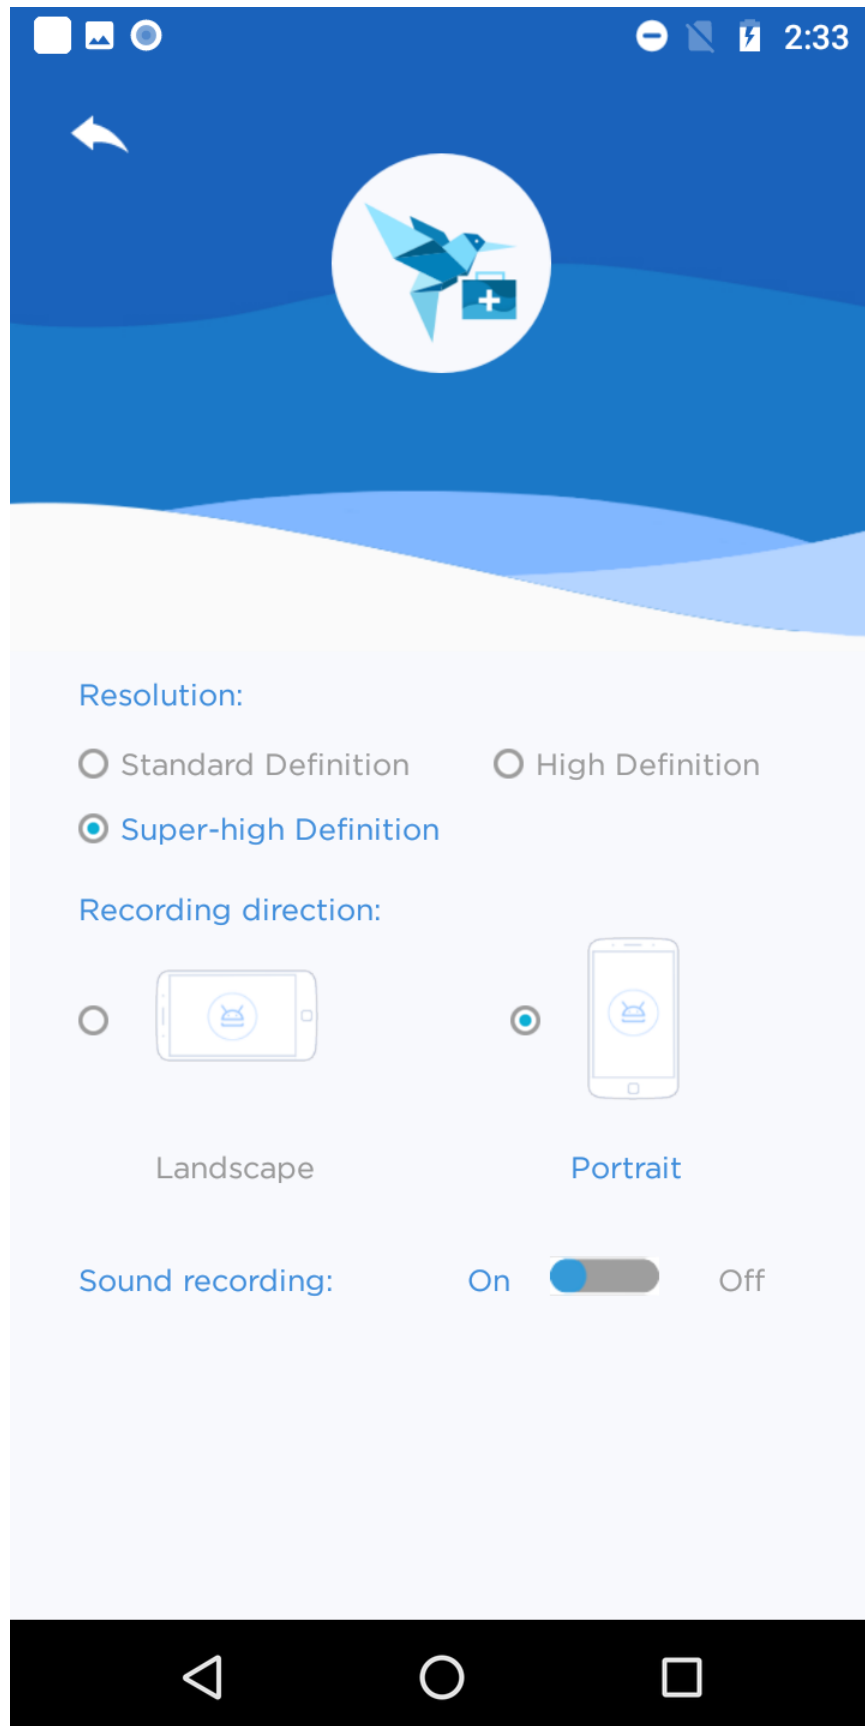 2:33
Resolution:
Standard Definition High Definition
Super-high Definition
Recording direction:
Landscape Portrait
Sound recording: On Off